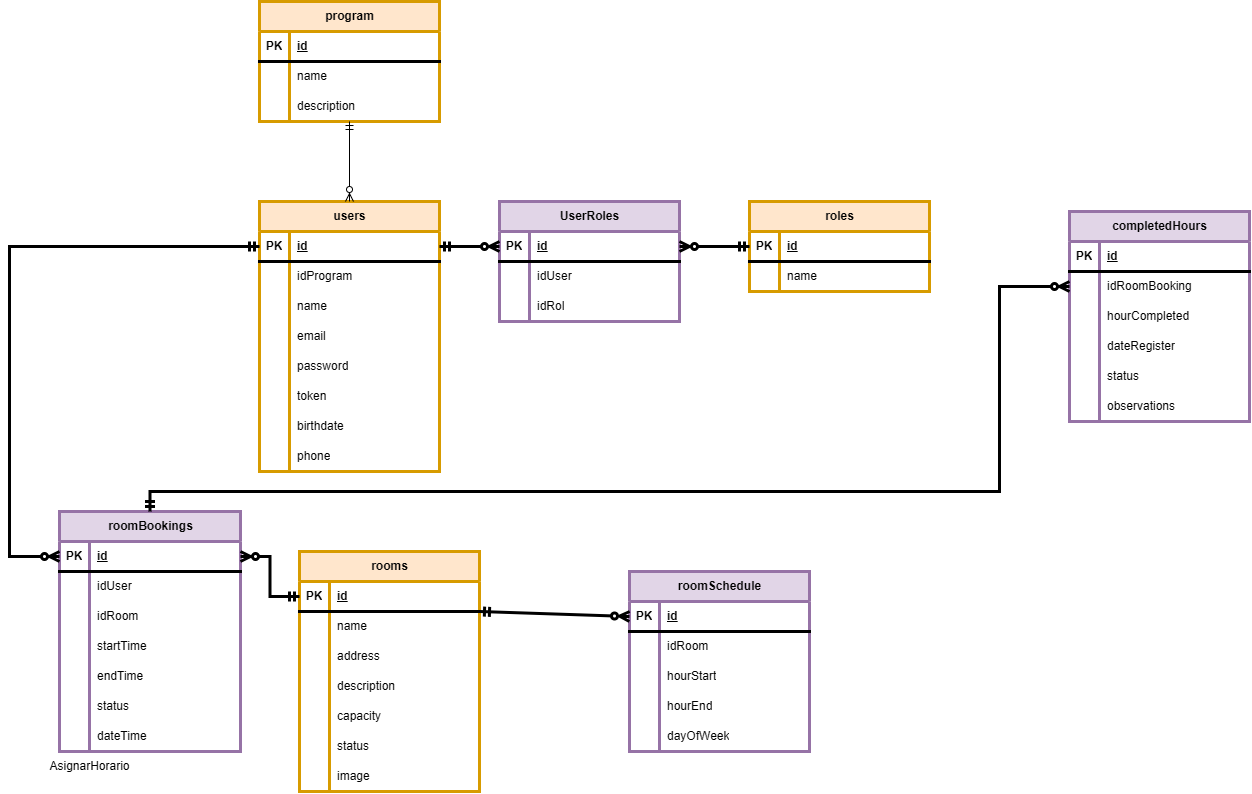 program
PK id
name
description
users
PK id
idProgram
name
email
password
token
birthdate
phone
UserRoles
PK id
idUser
idRol
roles
PK id
name
completedHours
PK id
idRoomBooking
hourCompleted
dateRegister
status
observations
roomBookings
PK id
idUser
idRoom
startTime
endTime
status
dateTime
AsignarHorario
rooms
PK id
name
address
description
capacity
status
image
roomSchedule
PK id
idRoom
hourStart
hourEnd
dayOfWeek